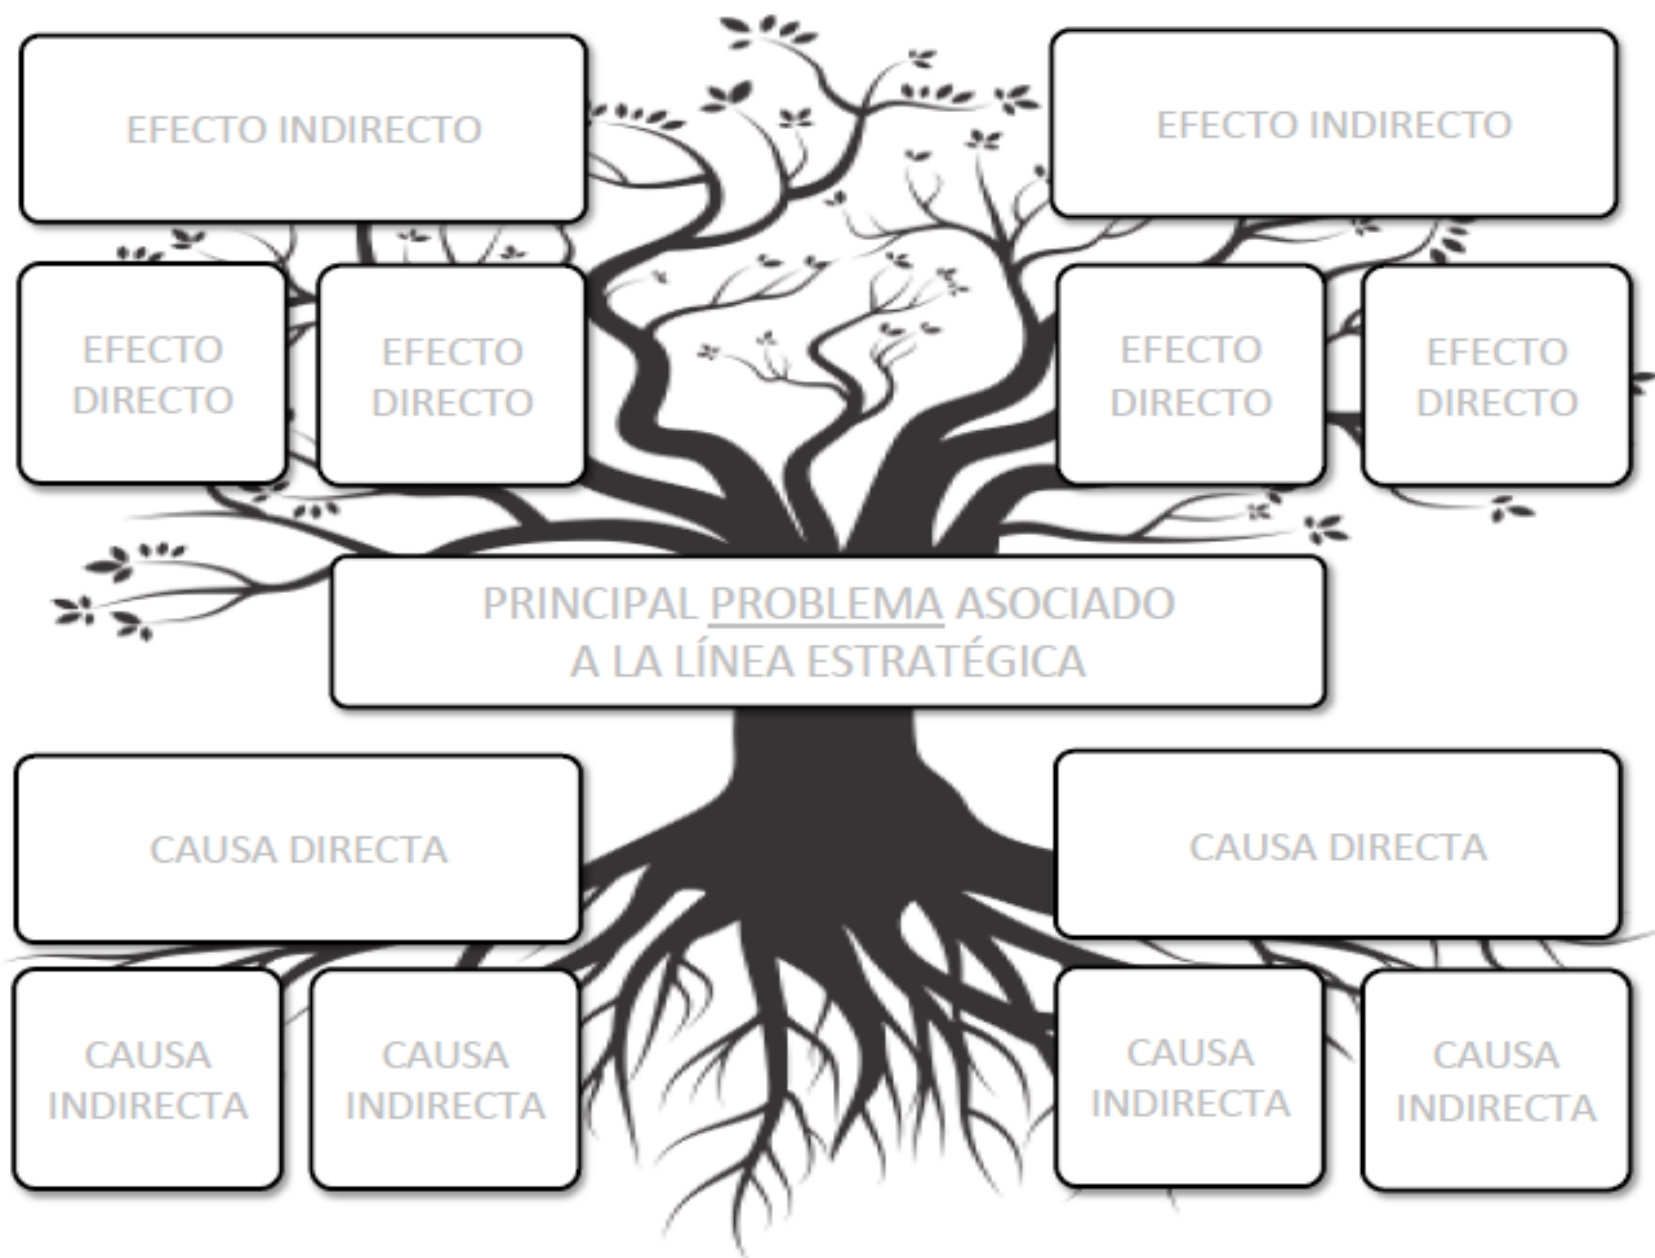 EFECTO INDIRECTO
EFECTO INDIRECTO
EFECTO
DIRECTO
EFECTO
DIRECTO
EFECTO
DIRECTO
EFECTO
DIRECTO
PRINCIPAL PROBLEMA ASOCIADO
A LA LÍNEA ESTRATÉGICA
CAUSA DIRECTA
CAUSA DIRECTA
CAUSA
INDIRECTA
CAUSA
INDIRECTA
CAUSA
INDIRECTA
CAUSA
INDIRECTA